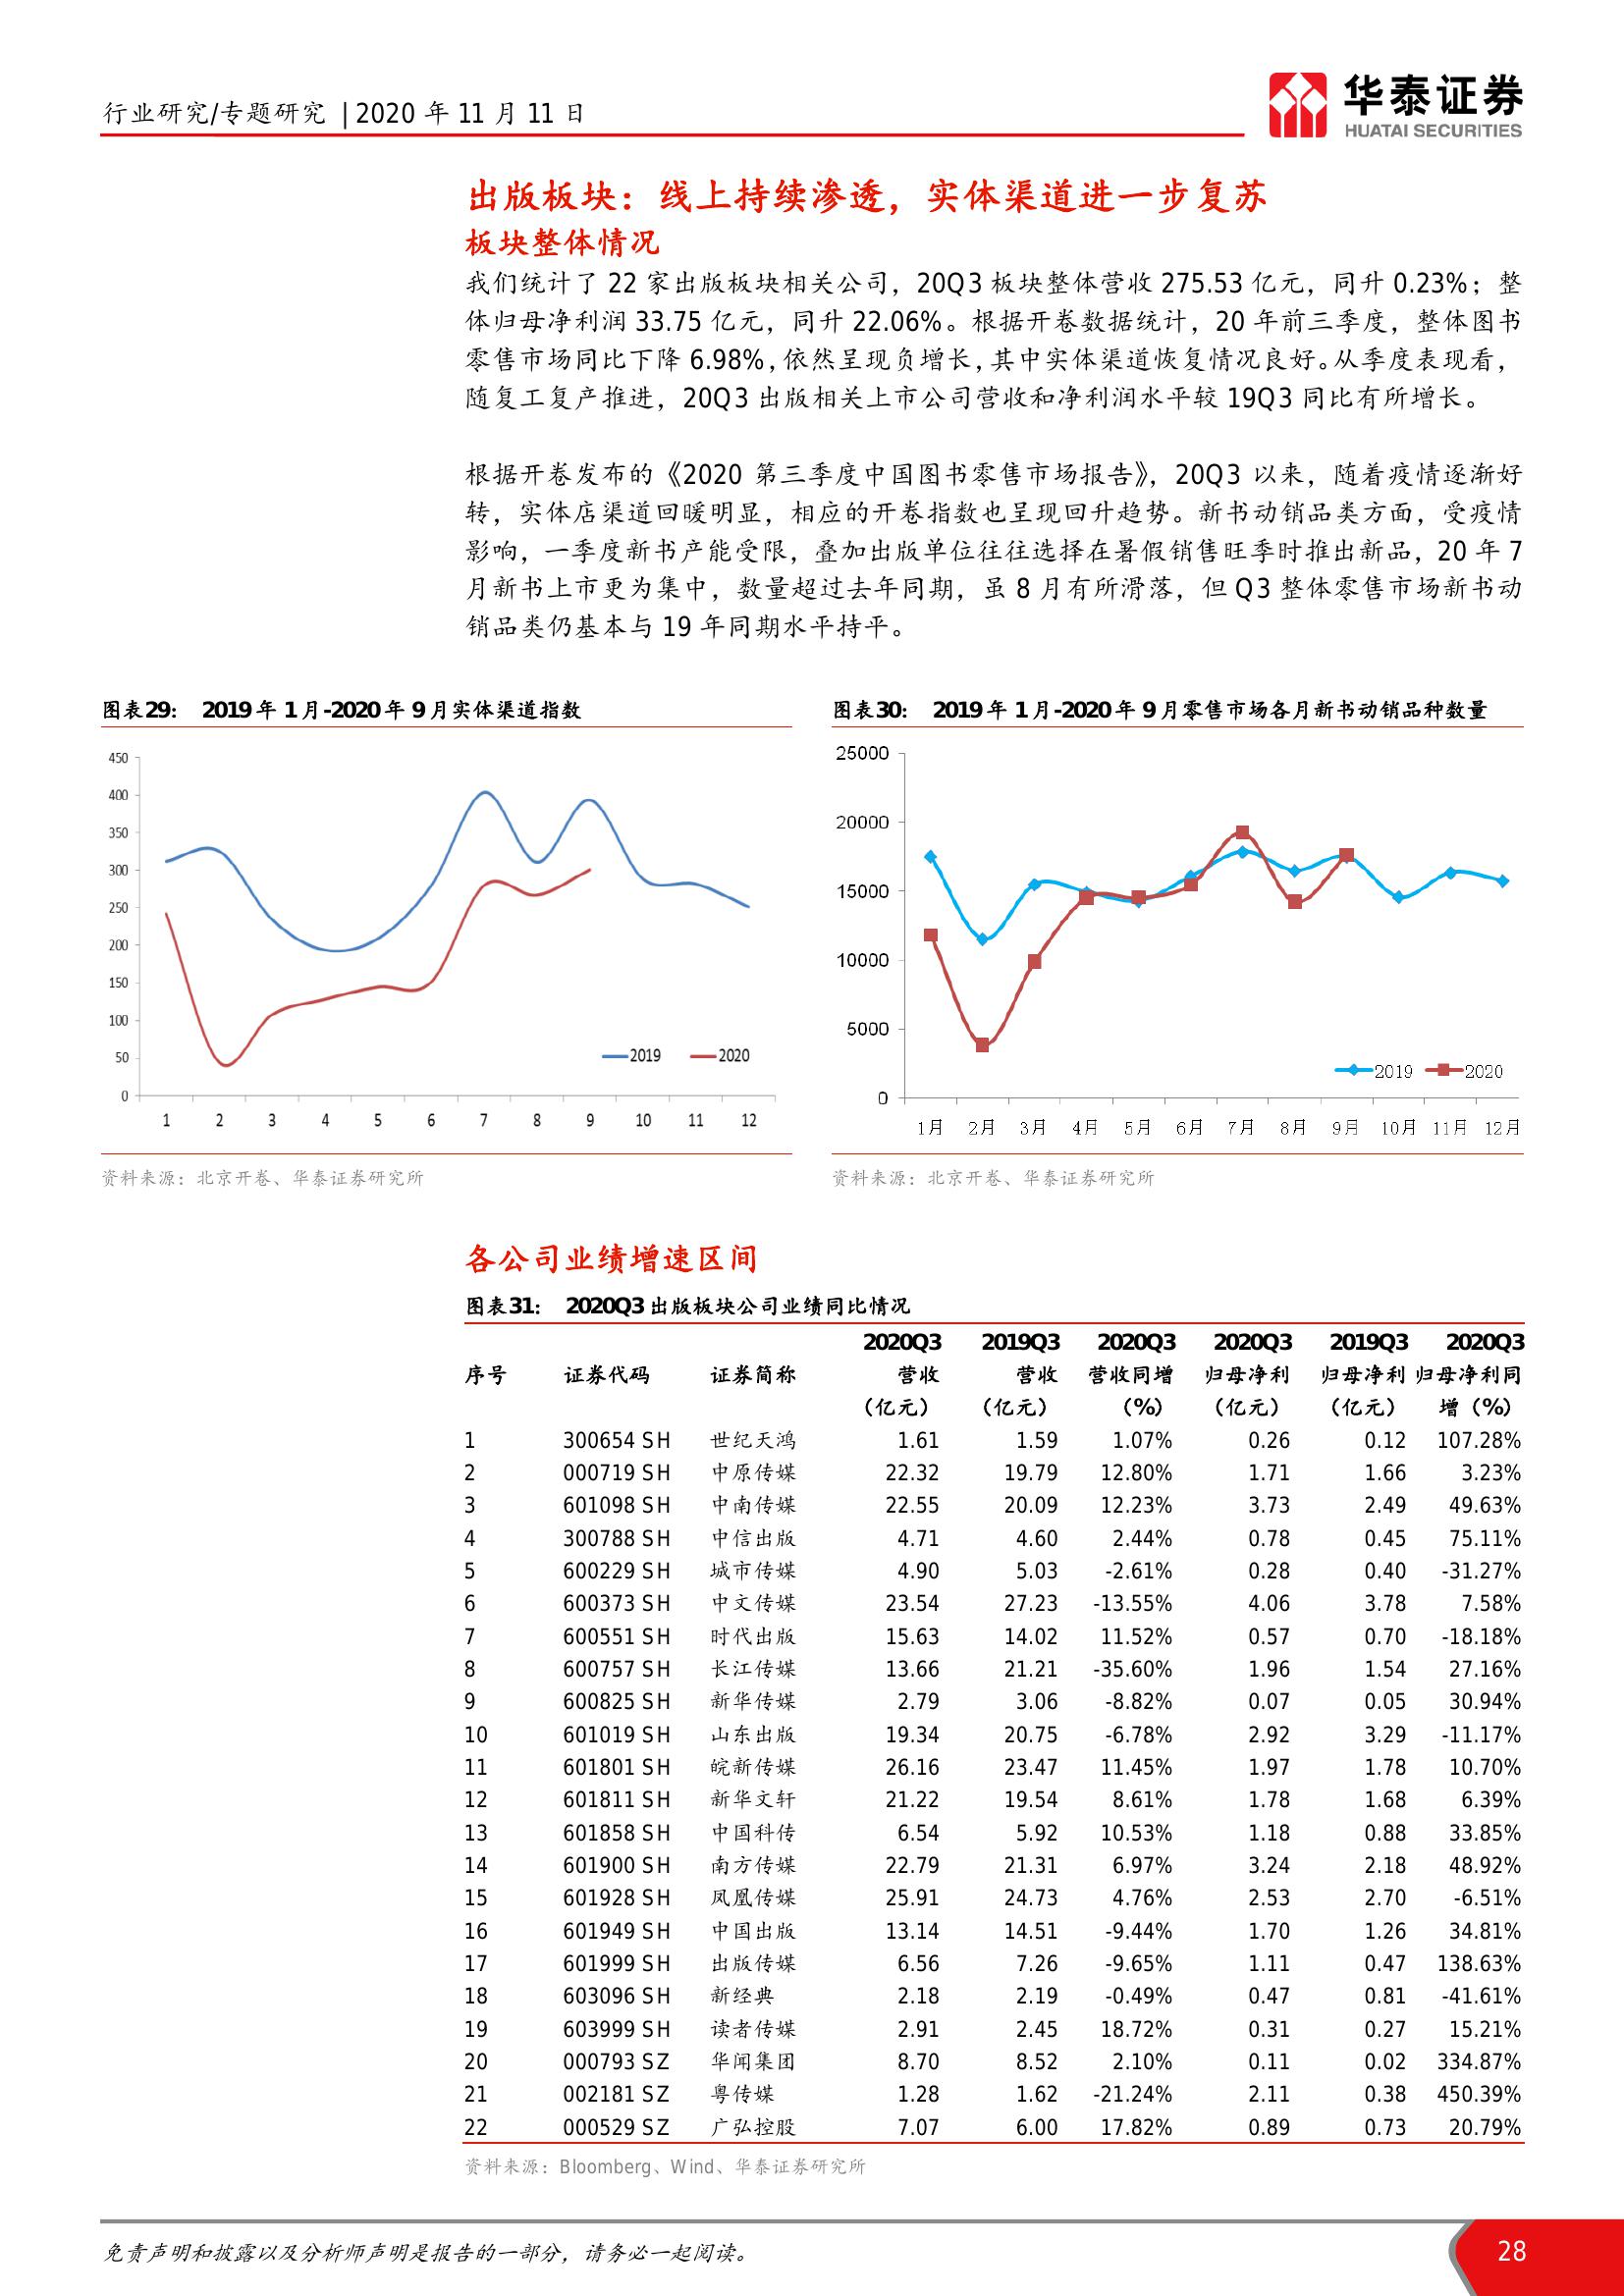 行业研究/专题研究 | 2020 年 11 月 11 日
华泰证券
HUATAI SECURITIES
出版板块：线上持续渗透，实体渠道进一步复苏
板块整体情况
我们统计了 22 家出版板块相关公司，20Q3 板块整体营收 275.53 亿元，同升 0.23%；整
体归母净利润 33.75 亿元，同升 22.06%。根据开卷数据统计，20 年前三季度，整体图书
零售市场同比下降 6.98%，依然呈现负增长，其中实体渠道恢复情况良好。从季度表现看，
随复工复产推进，20Q3 出版相关上市公司营收和净利润水平较 19Q3 同比有所增长。
根据开卷发布的《2020 第三季度中国图书零售市场报告》，20Q3 以来，随着疫情逐渐好
转，实体店渠道回暖明显，相应的开卷指数也呈现回升趋势。新书动销品类方面，受疫情
影响，一季度新书产能受限，叠加出版单位往往选择在暑假销售旺季时推出新品，20 年 7
月新书上市更为集中，数量超过去年同期，虽 8 月有所滑落，但 Q3 整体零售市场新书动
销品类仍基本与 19 年同期水平持平。
图表29： 2019 年 1 月-2020 年 9 月实体渠道指数
450
400
350
300
250
200
150
100
50
0
1 2 3 4 5 6 7 8 9 10 11 12
2019 2020
资料来源：北京开卷、华泰证券研究所
图表30： 2019 年 1 月-2020 年 9 月零售市场各月新书动销品种数量
25000
20000
15000
10000
5000
0
1月 2月 3月 4月 5月 6月 7月 8月 9月 10月 11月 12月
2019 2020
资料来源：北京开卷、华泰证券研究所
各公司业绩增速区间
图表31： 2020Q3 出版板块公司业绩同比情况
2020Q3 2019Q3 2020Q3 2020Q3 2019Q3 2020Q3
序号 证券代码 证券简称 营收 营收 营收同增 归母净利 归母净利 归母净利同
（亿元） （亿元） （%） （亿元） （亿元） 增（%）
1 300654 SH 世纪天鸿 1.61 1.59 1.07% 0.26 0.12 107.28%
2 000719 SH 中原传媒 22.32 19.79 12.80% 1.71 1.66 3.23%
3 601098 SH 中南传媒 22.55 20.09 12.23% 3.73 2.49 49.63%
4 300788 SH 中信出版 4.71 4.60 2.44% 0.78 0.45 75.11%
5 600229 SH 城市传媒 4.90 5.03 -2.61% 0.28 0.40 -31.27%
6 600373 SH 中文传媒 23.54 27.23 -13.55% 4.06 3.78 7.58%
7 600551 SH 时代出版 15.63 14.02 11.52% 0.57 0.70 -18.18%
8 600757 SH 长江传媒 13.66 21.21 -35.60% 1.96 1.54 27.16%
9 600825 SH 新华传媒 2.79 3.06 -8.82% 0.07 0.05 30.94%
10 601019 SH 山东出版 19.34 20.75 -6.78% 2.92 3.29 -11.17%
11 601801 SH 皖新传媒 26.16 23.47 11.45% 1.97 1.78 10.70%
12 601811 SH 新华文轩 21.22 19.54 8.61% 1.78 1.68 6.39%
13 601858 SH 中国科传 6.54 5.92 10.53% 1.18 0.88 33.85%
14 601900 SH 南方传媒 22.79 21.31 6.97% 3.24 2.18 48.92%
15 601928 SH 凤凰传媒 25.91 24.73 4.76% 2.53 2.70 -6.51%
16 601949 SH 中国出版 13.14 14.51 -9.44% 1.70 1.26 34.81%
17 601999 SH 出版传媒 6.56 7.26 -9.65% 1.11 0.47 138.63%
18 603096 SH 新经典 2.18 2.19 -0.49% 0.47 0.81 -41.61%
19 603999 SH 读者传媒 2.91 2.45 18.72% 0.31 0.27 15.21%
20 000793 SZ 华闻集团 8.70 8.52 2.10% 0.11 0.02 334.87%
21 002181 SZ 粤传媒 1.28 1.62 -21.24% 2.11 0.38 450.39%
22 000529 SZ 广弘控股 7.07 6.00 17.82% 0.89 0.73 20.79%
资料来源：Bloomberg、Wind、华泰证券研究所
免责声明和披露以及分析师声明是报告的一部分，请务必一起阅读。
28